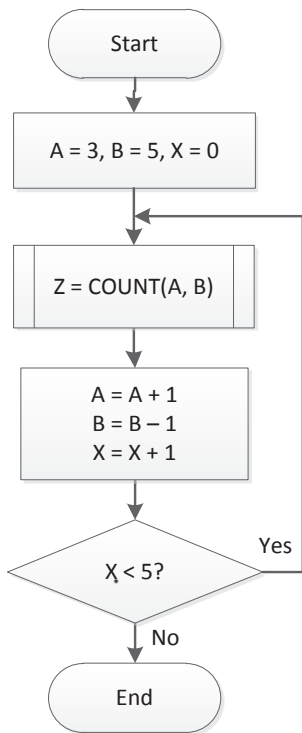 Start
A = 3, B = 5, X = 0
Z = COUNT(A, B)
A = A + 1
B = B – 1
X = X + 1
X < 5?
Yes
No
End